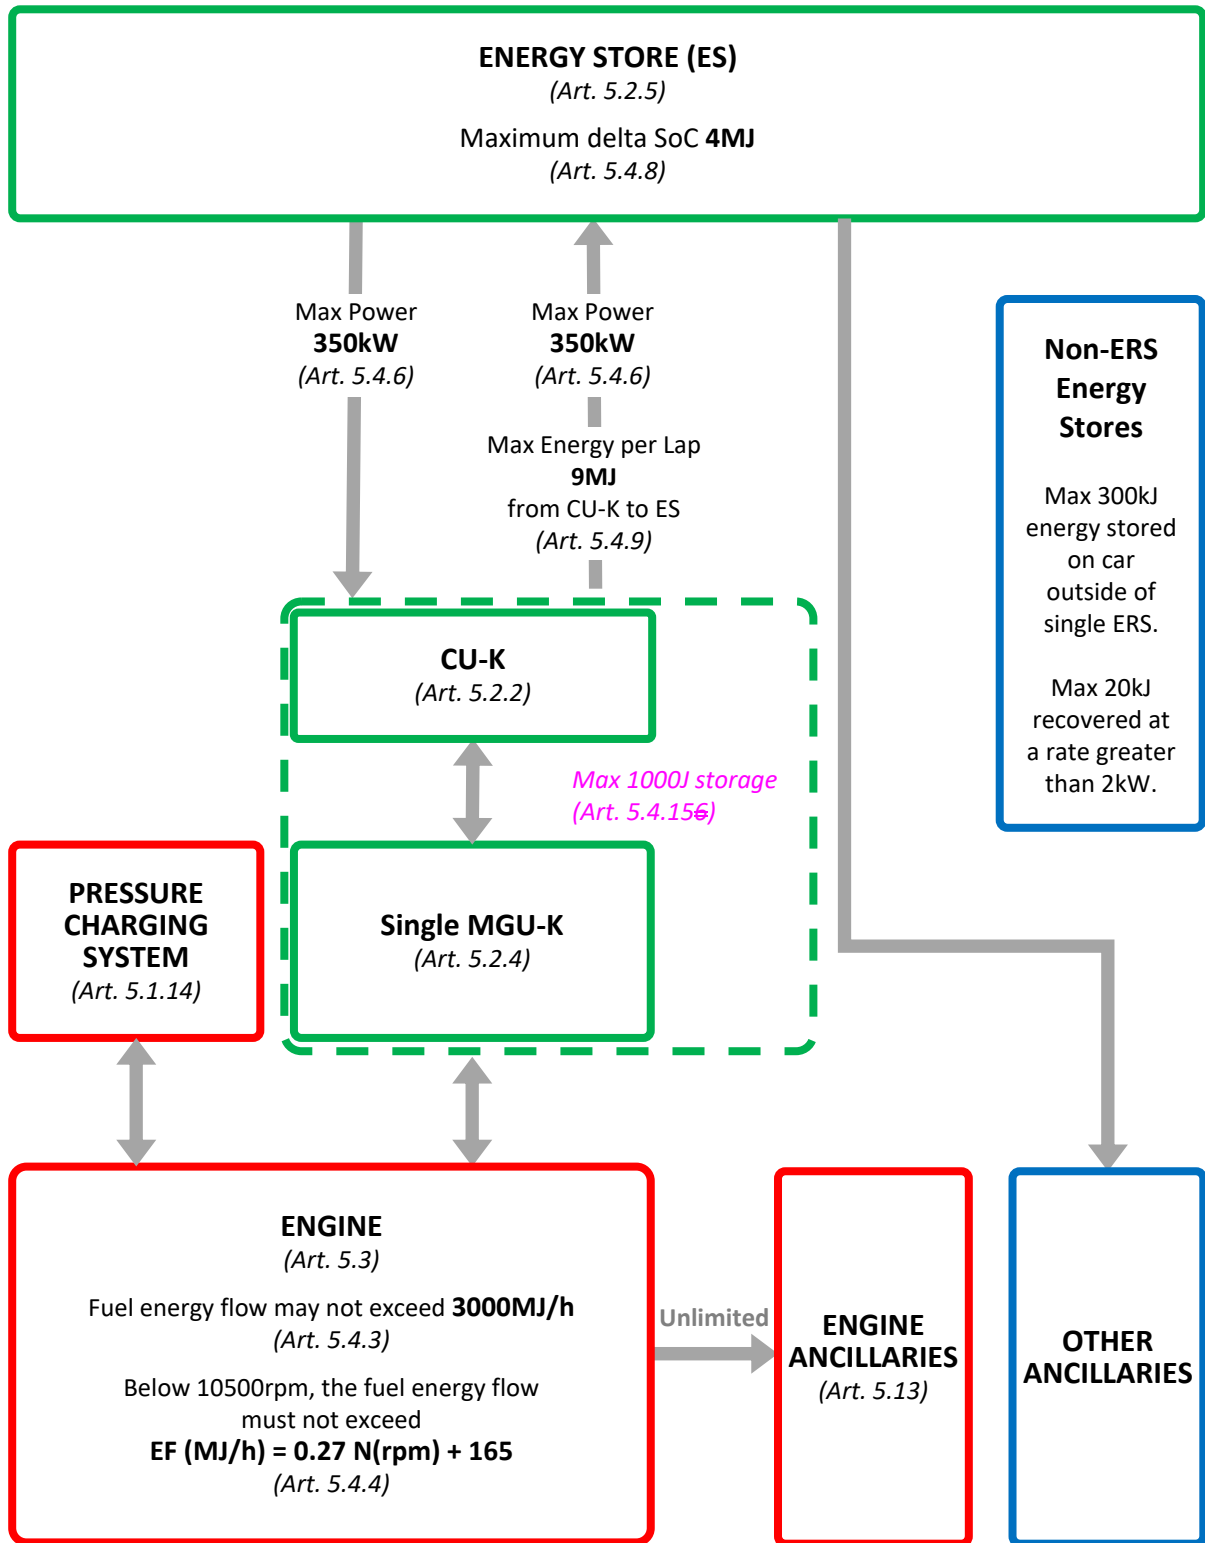 ENERGY STORE (ES)
(Art. 5.2.5)
Maximum delta SoC 4MJ
(Art. 5.4.8)
Max Power
350kW
(Art. 5.4.6)
Max Power
350kW
(Art. 5.4.6)
Max Energy per Lap
9MJ
from CU-K to ES
(Art. 5.4.9)
Non-ERS
Energy
Stores
Max 300kJ
energy stored
on car
outside of
single ERS.
Max 20kJ
recovered at
a rate greater
than 2kW.
CU-K
(Art. 5.2.2)
Max 1000J storage
(Art. 5.4.156)
PRESSURE
CHARGING
SYSTEM
(Art. 5.1.14)
Single MGU-K
(Art. 5.2.4)
ENGINE
(Art. 5.3)
Fuel energy flow may not exceed 3000MJ/h
(Art. 5.4.3)
Below 10500rpm, the fuel energy flow
must not exceed
EF (MJ/h) = 0.27 N(rpm) + 165
(Art. 5.4.4)
Unlimited
ENGINE
ANCILLARIES
(Art. 5.13)
OTHER
ANCILLARIES